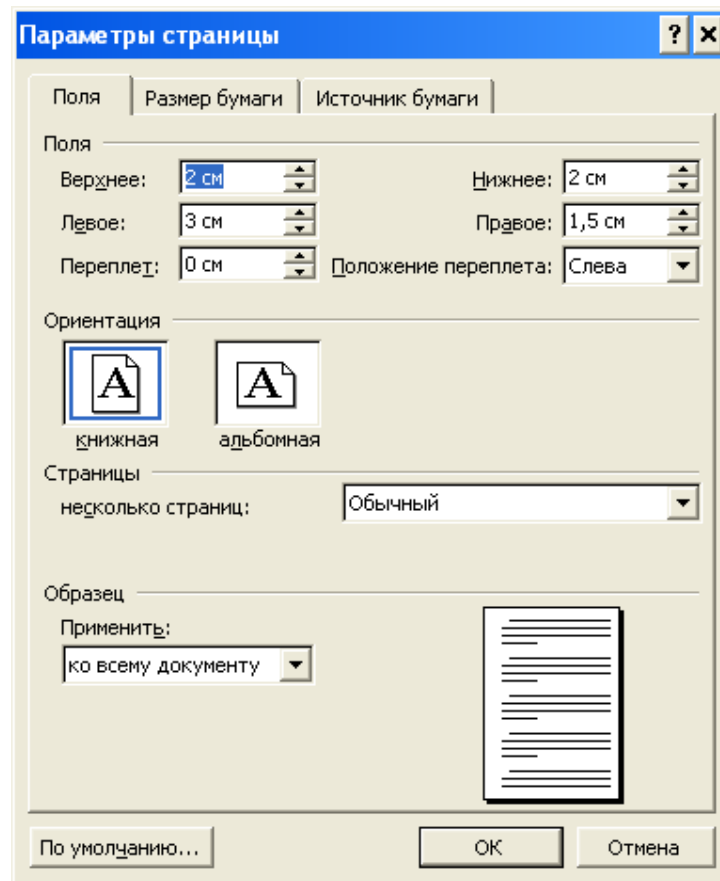 Параметры страницы ? ×
Поля Размер бумаги Источник бумаги
Поля
Верхнее: 2 см Нижнее: 2 см
Левое: 3 см Правое: 1,5 см
Переплет: 0 см Положение переплета: Слева
Ориентация
A A
книжная альбомная
Страницы
несколько страниц: Обычный
Образец
Применить:
ко всему документу
По умолчанию... ОК Отмена